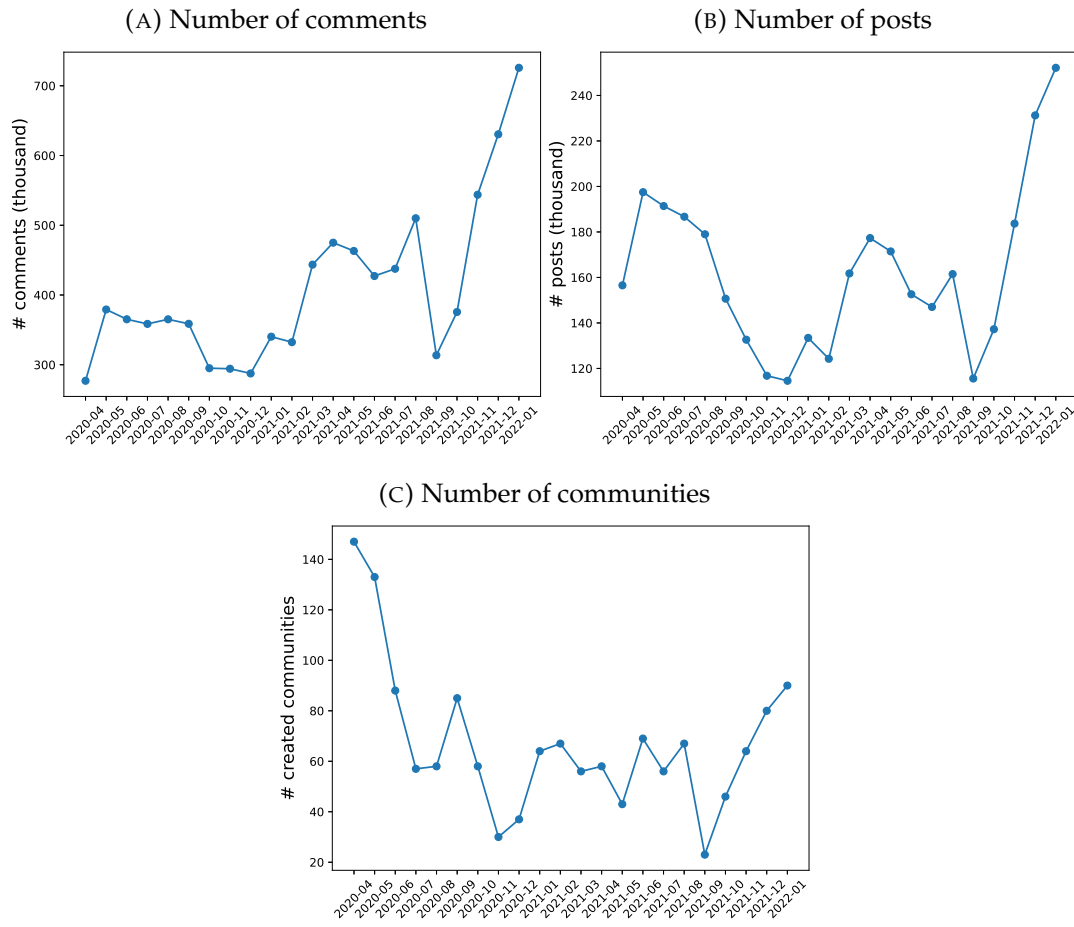 (A) Number of comments
# comments (thousand)
700
600
500
400
300
2020-04 2020-05 2020-06 2020-07 2020-08 2020-09 2020-10 2020-11 2020-12 2021-01 2021-02 2021-03 2021-04 2021-05 2021-06 2021-07 2021-08 2021-09 2021-10 2021-11 2021-12 2022-01
(B) Number of posts
# posts (thousand)
240
220
200
180
160
140
120
2020-04 2020-05 2020-06 2020-07 2020-08 2020-09 2020-10 2020-11 2020-12 2021-01 2021-02 2021-03 2021-04 2021-05 2021-06 2021-07 2021-08 2021-09 2021-10 2021-11 2021-12 2022-01
(C) Number of communities
# created communities
140
120
100
80
60
40
20
2020-04 2020-05 2020-06 2020-07 2020-08 2020-09 2020-10 2020-11 2020-12 2021-01 2021-02 2021-03 2021-04 2021-05 2021-06 2021-07 2021-08 2021-09 2021-10 2021-11 2021-12 2022-01